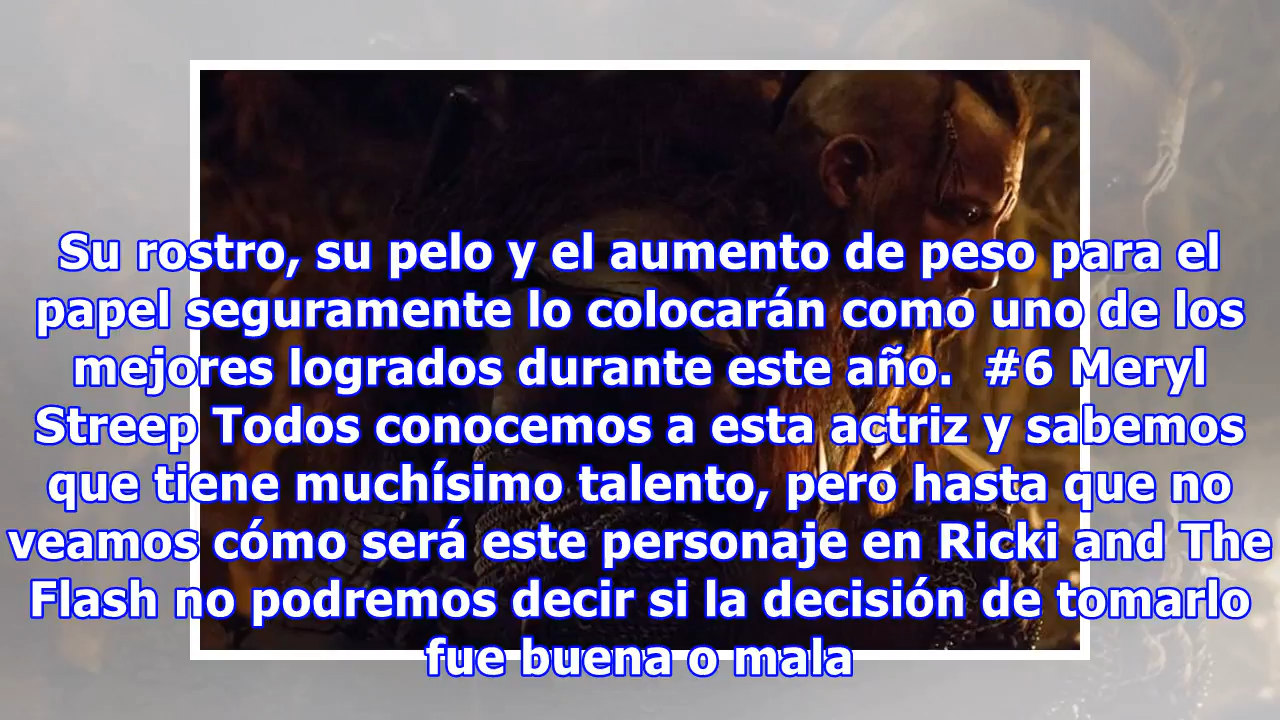 Su rostro, su pelo y el aumento de peso para el
papel seguramente lo colocarán como uno de los
mejores logrados durante este año.  #6 Meryl
Streep Todos conocemos a esta actriz y sabemos
que tiene muchísimo talento, pero hasta que no
veamos cómo será este personaje en Ricki and The
Flash no podremos decir si la decisión de tomarlo
fue buena o mala